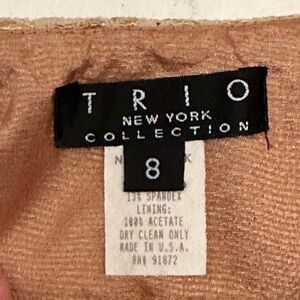 TRIO
NEW YORK
COLLECTION
8
13% SPANDEX
LINING:
100% ACETATE
DRY CLEAN ONLY
MADE IN U.S.A.
RN# 91872